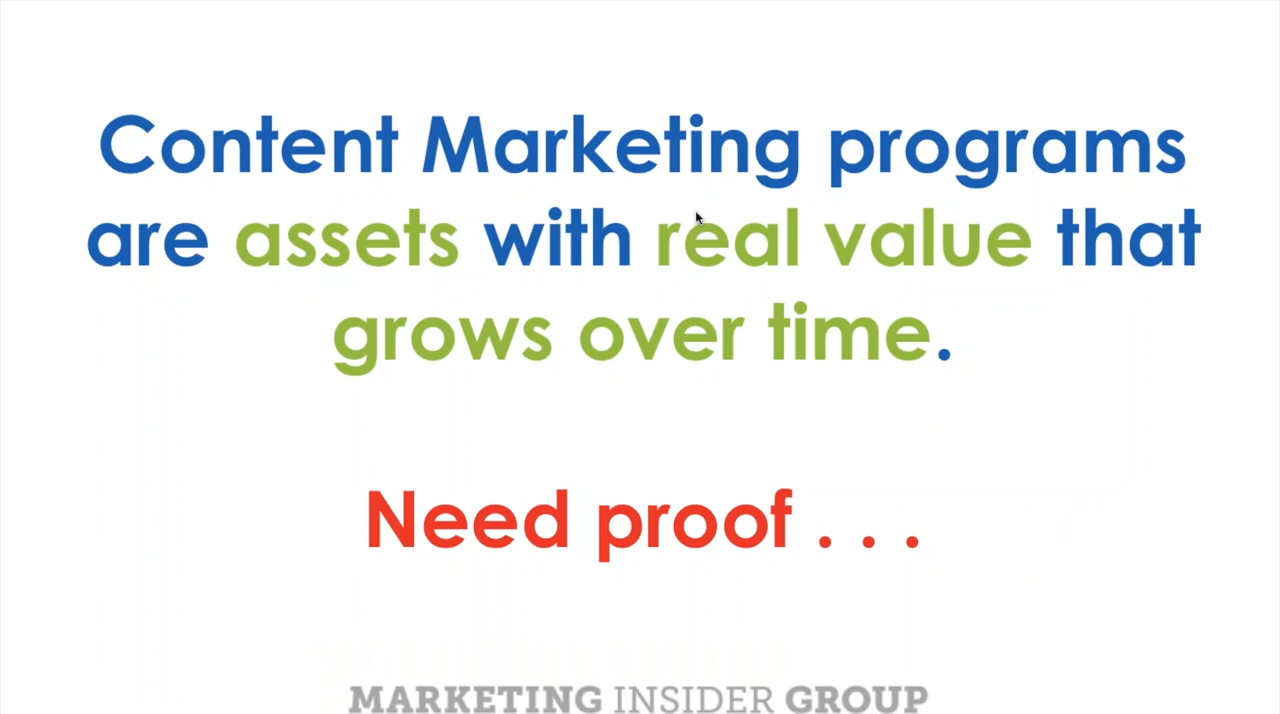 Content Marketing programs
are assets with real value that
grows over time.
Need proof . . .
MARKETING INSIDER GROUP